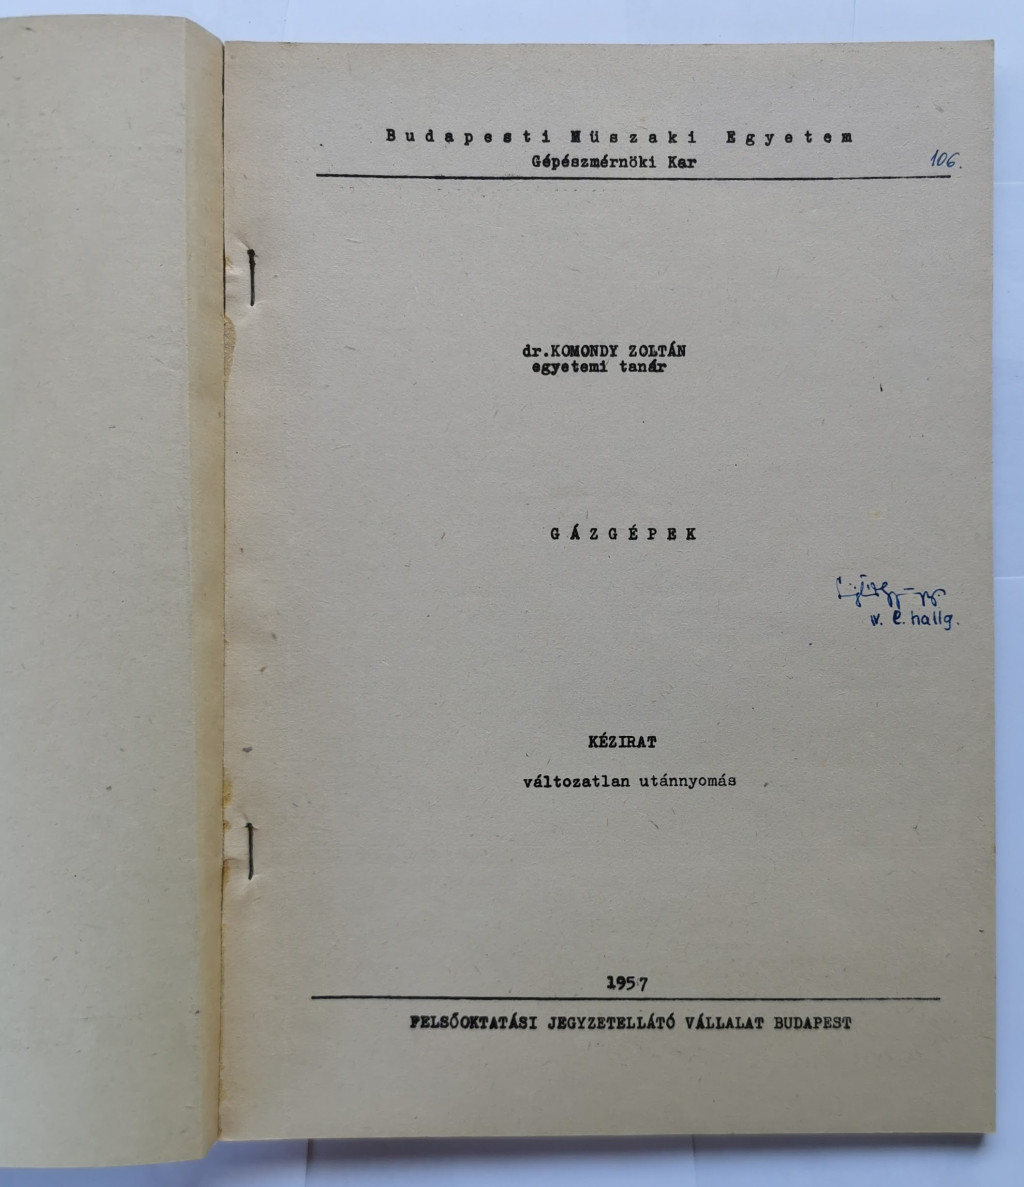 Budapesti Müszaki Egyetem
Gépészmérnöki Kar
106.
dr.KOMONDY ZOLTÁN
egyetemi tanár
GÁZGÉPEK
hallg.
KÉZIRAT
változatlan utánnyomás
1957
FELSŐOKTATÁSI JEGYZETELLÁTÓ VÁLLALAT BUDAPEST